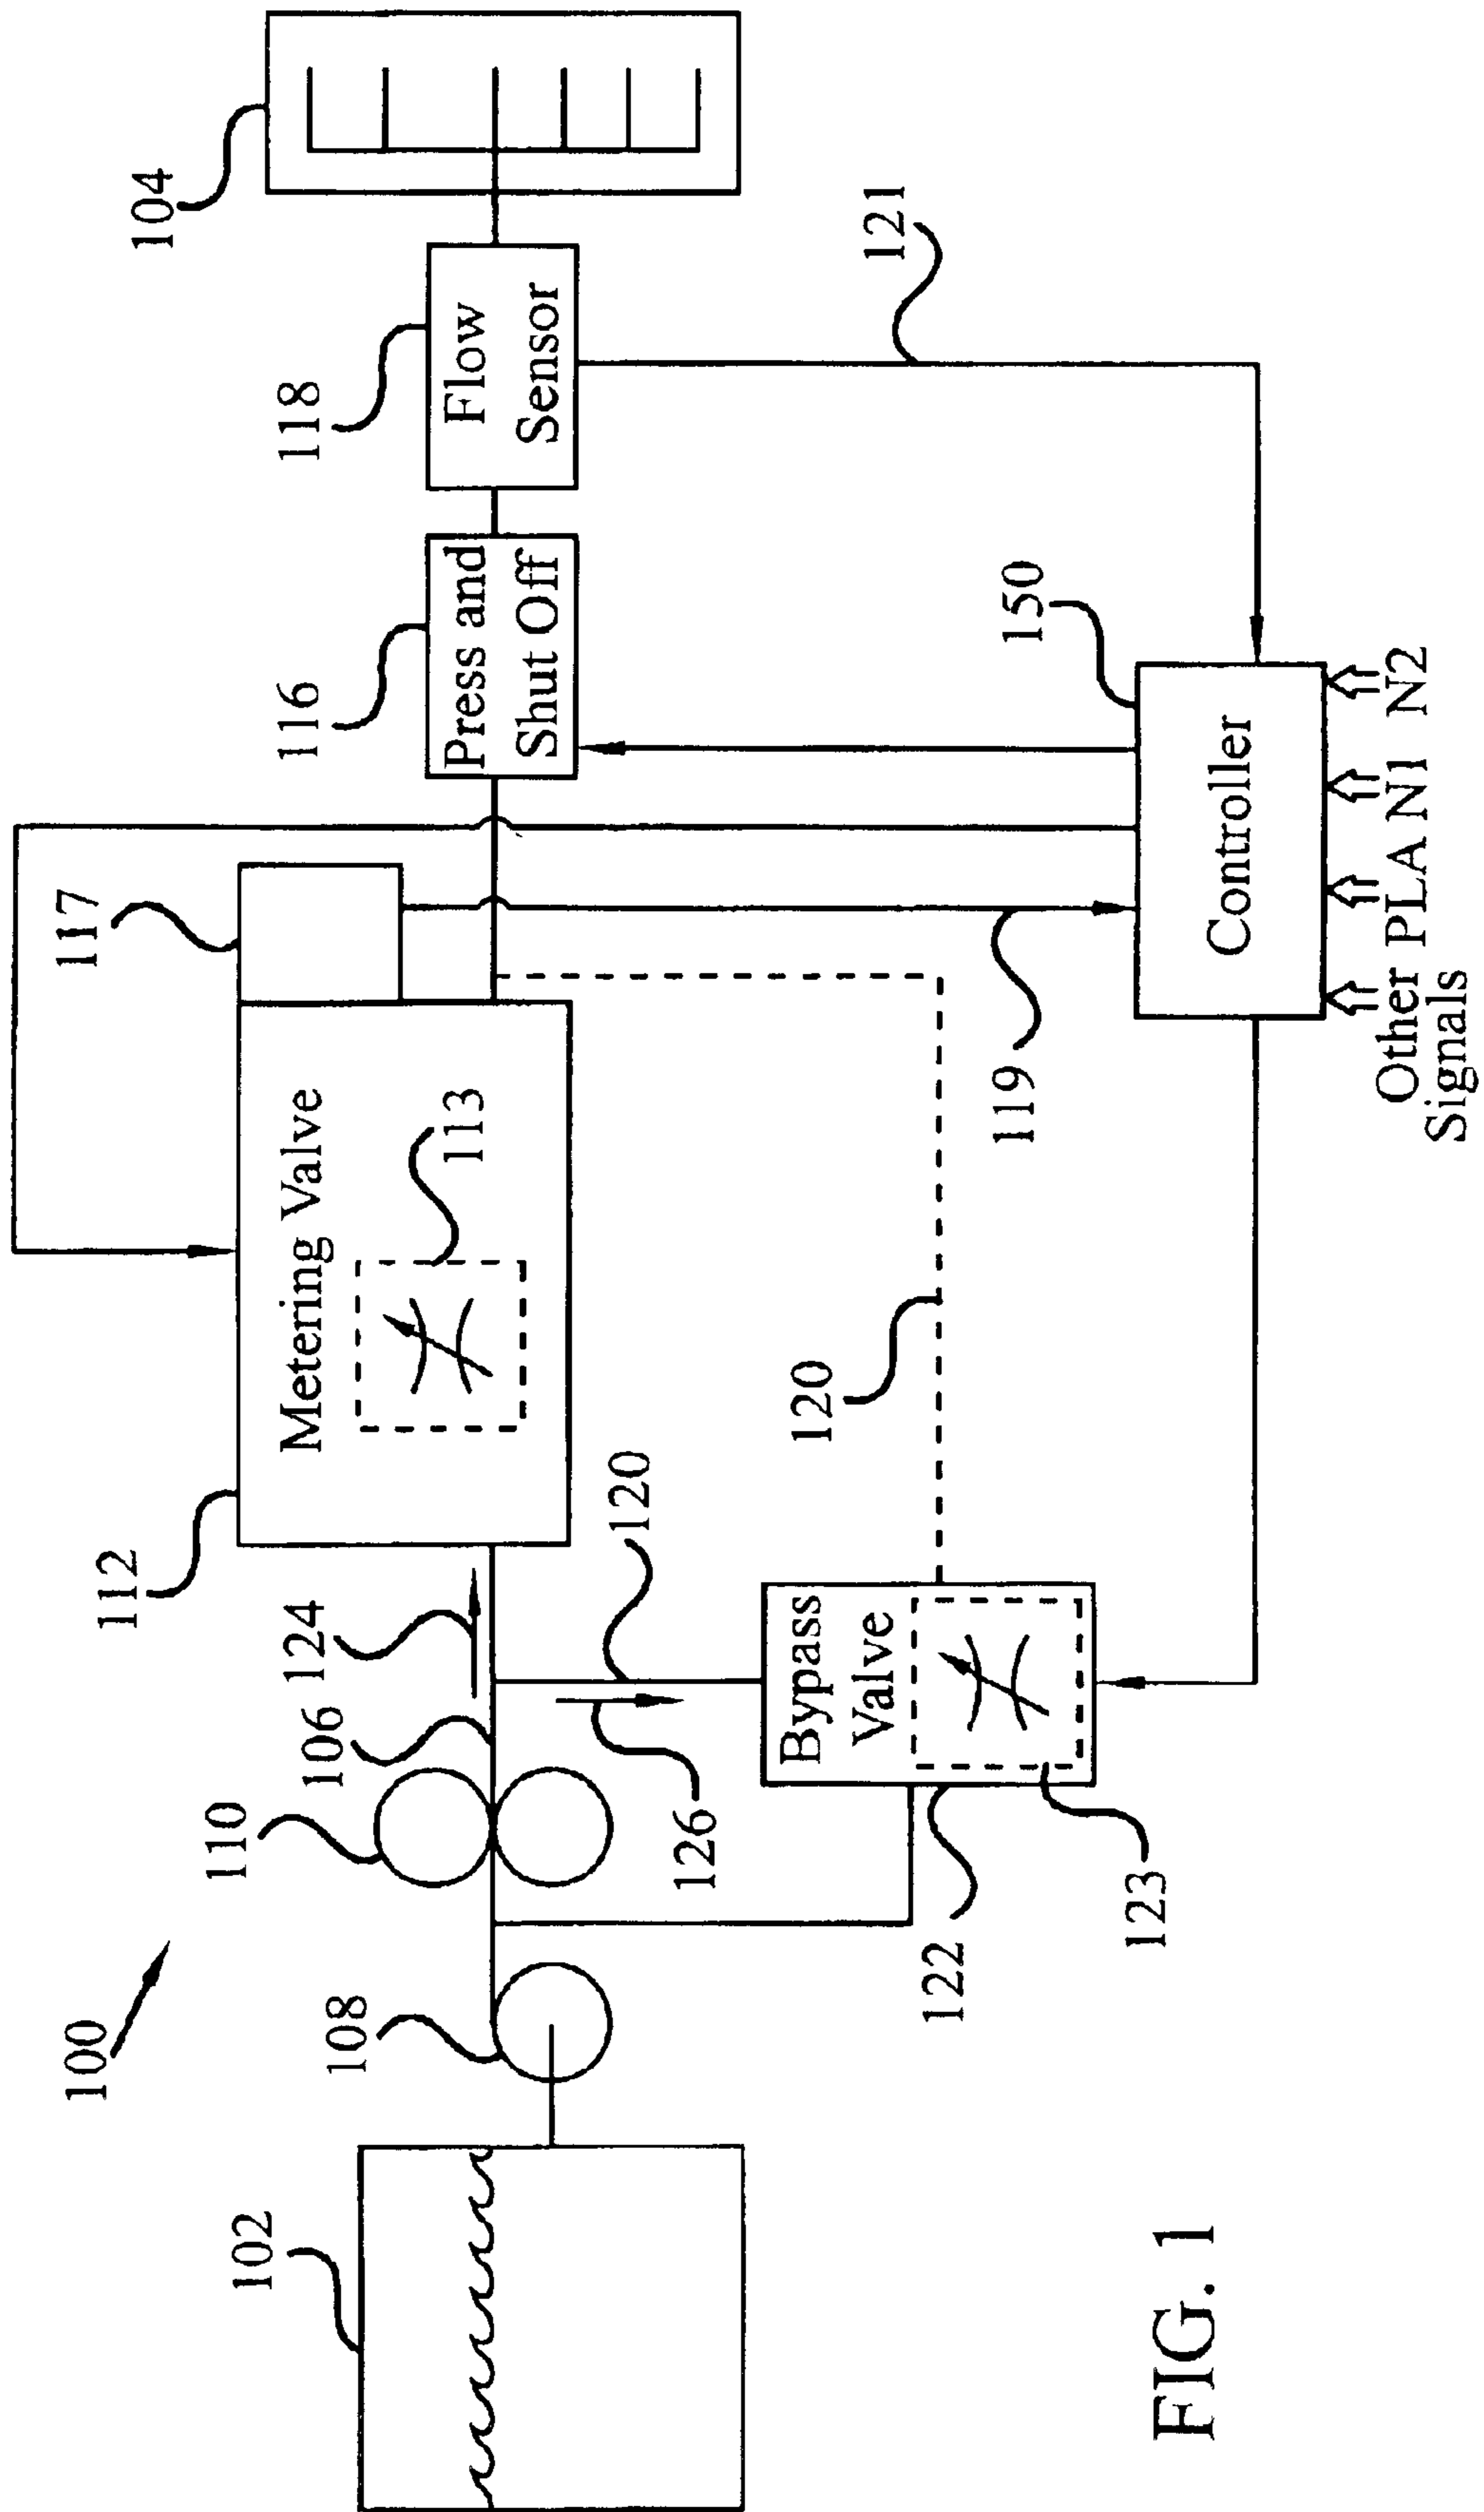 100
102
108
110
106
124
112
Metering Valve
113
117
116
Press and
Shut Off
118
Flow
Sensor
104
126
120
120
Bypass
Valve
122
123
119
121
150
Controller
Other
Signals
PLA
N1
N2
FIG. 1